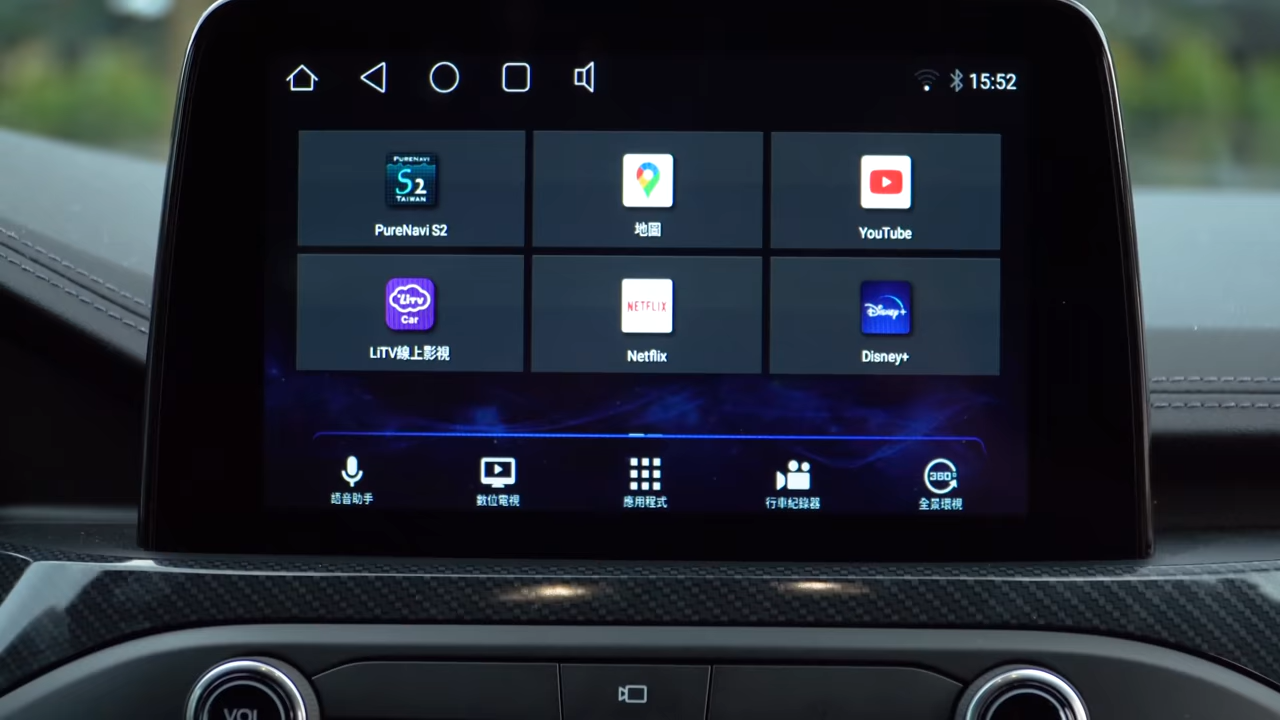 15:52
PURENAVI
S2
TAIWAN
PureNavi S2
地圖
YouTube
LiTV
Car
LiTV線上影視
NETFLIX
Netflix
Disney+
Disney+
語音助手
數位電視
應用程式
行車紀錄器
360°
全景環視
VOL